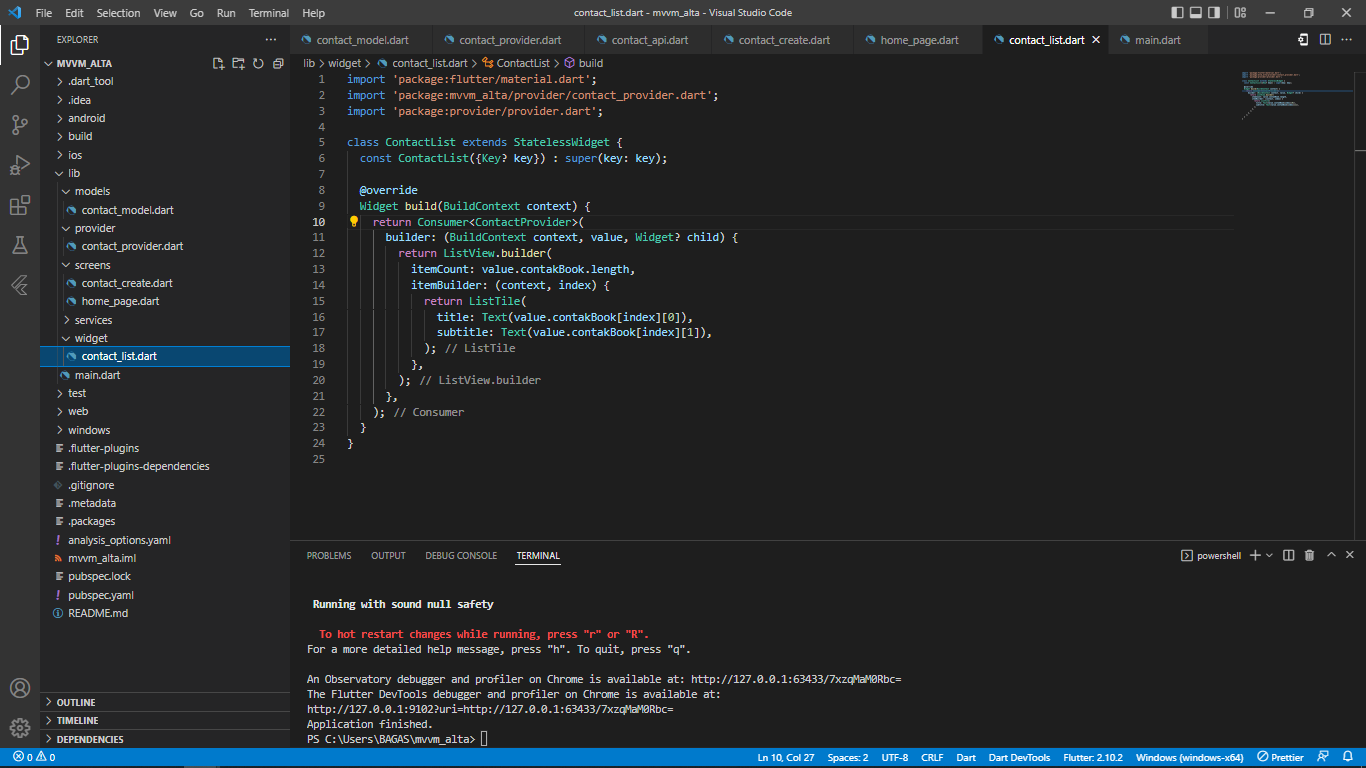 File Edit Selection View Go Run Terminal Help
contact_list.dart - mvvm_alta - Visual Studio Code
EXPLORER
MVVM_ALTA
.dart_tool
.idea
android
build
ios
lib
models
contact_model.dart
provider
contact_provider.dart
screens
contact_create.dart
home_page.dart
services
widget
contact_list.dart
main.dart
test
web
windows
.flutter-plugins
.flutter-plugins-dependencies
.gitignore
.metadata
.packages
analysis_options.yaml
mvvm_alta.iml
pubspec.lock
pubspec.yaml
README.md
OUTLINE
TIMELINE
DEPENDENCIES
contact_model.dart contact_provider.dart contact_api.dart contact_create.dart home_page.dart contact_list.dart main.dart
lib > widget > contact_list.dart > ContactList > build
1 import 'package:flutter/material.dart';
2 import 'package:mvvm_alta/provider/contact_provider.dart';
3 import 'package:provider/provider.dart';
4
5 class ContactList extends StatelessWidget {
6 const ContactList({Key? key}) : super(key: key);
7
8 @override
9 Widget build(BuildContext context) {
10 return Consumer<ContactProvider>(
11 builder: (BuildContext context, value, Widget? child) {
12 return ListView.builder(
13 itemCount: value.contakBook.length,
14 itemBuilder: (context, index) {
15 return ListTile(
16 title: Text(value.contakBook[index][0]),
17 subtitle: Text(value.contakBook[index][1]),
18 ); // ListTile
19 },
20 ); // ListView.builder
21 },
22 ); // Consumer
23 }
24 }
25
PROBLEMS OUTPUT DEBUG CONSOLE TERMINAL
powershell
Running with sound null safety
To hot restart changes while running, press "r" or "R".
For a more detailed help message, press "h". To quit, press "q".
An Observatory debugger and profiler on Chrome is available at: http://127.0.0.1:63433/7xzqMaM0Rbc=
The Flutter DevTools debugger and profiler on Chrome is available at:
http://127.0.0.1:9102?uri=http://127.0.0.1:63433/7xzqMaM0Rbc=
Application finished.
PS C:\Users\BAGAS\mvvm_alta>
0 0 Ln 10, Col 27 Spaces: 2 UTF-8 CRLF Dart Dart DevTools Flutter: 2.10.2 Windows (windows-x64) Prettier